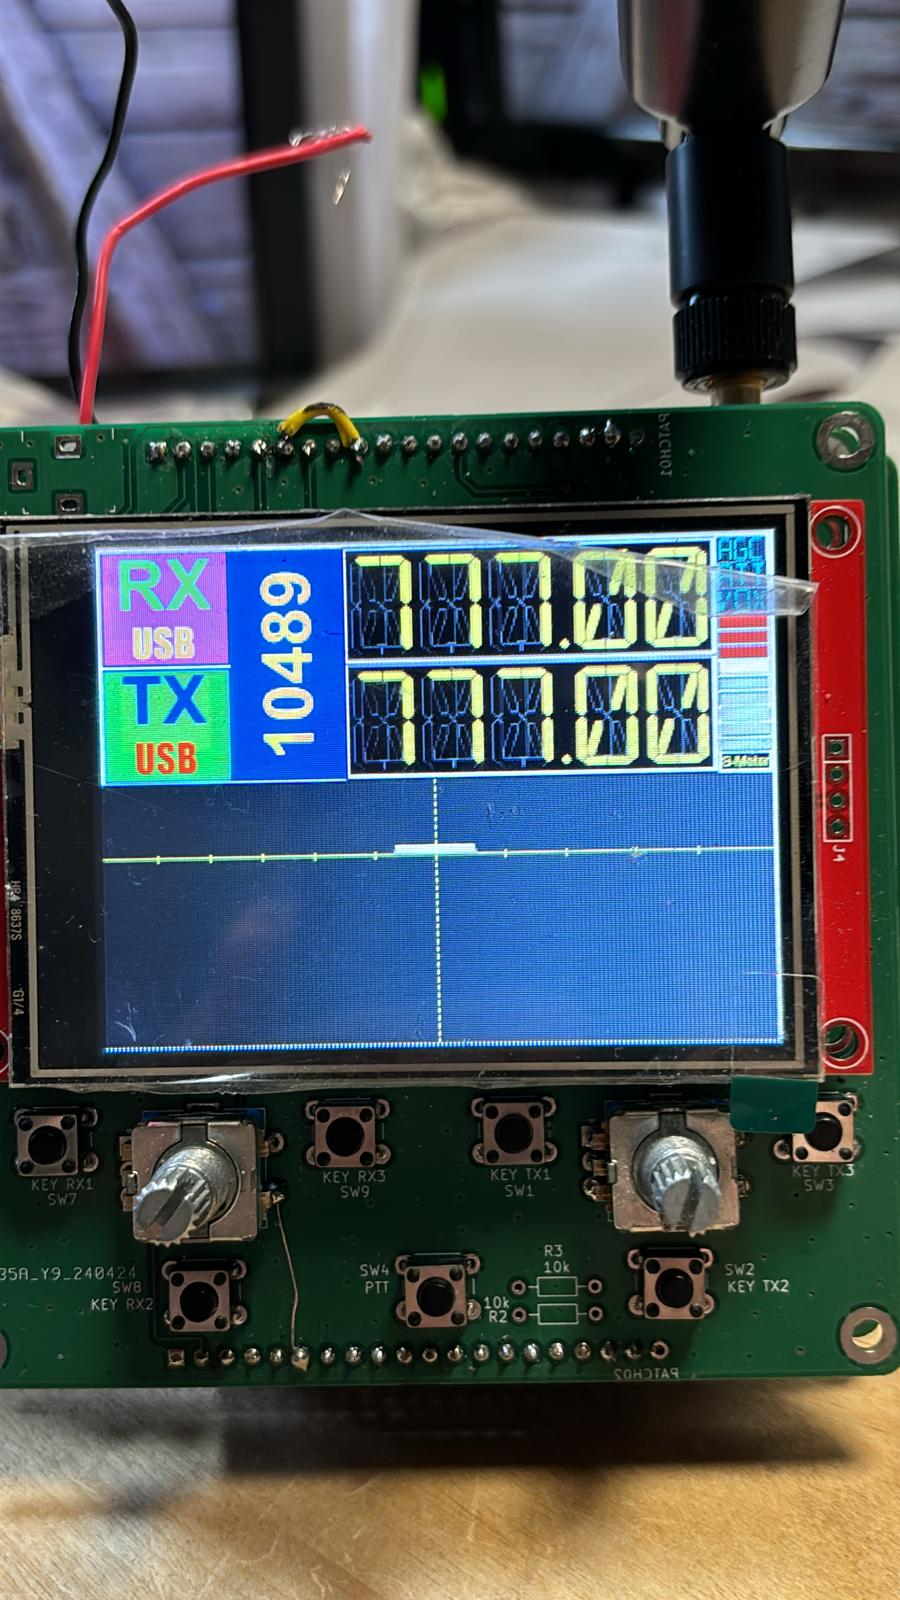 PATCH01
RX
USB
TX
USB
10489
777.00
777.00
AGC
S-Meter
J4
KEY RX1
SW7
KEY RX3
SW9
KEY TX1
SW1
KEY TX3
SW3
35A_Y9_240424
SW8
KEY RX2
SW4
PTT
R3
10k
10k
R2
SW2
KEY TX2
PATCH02